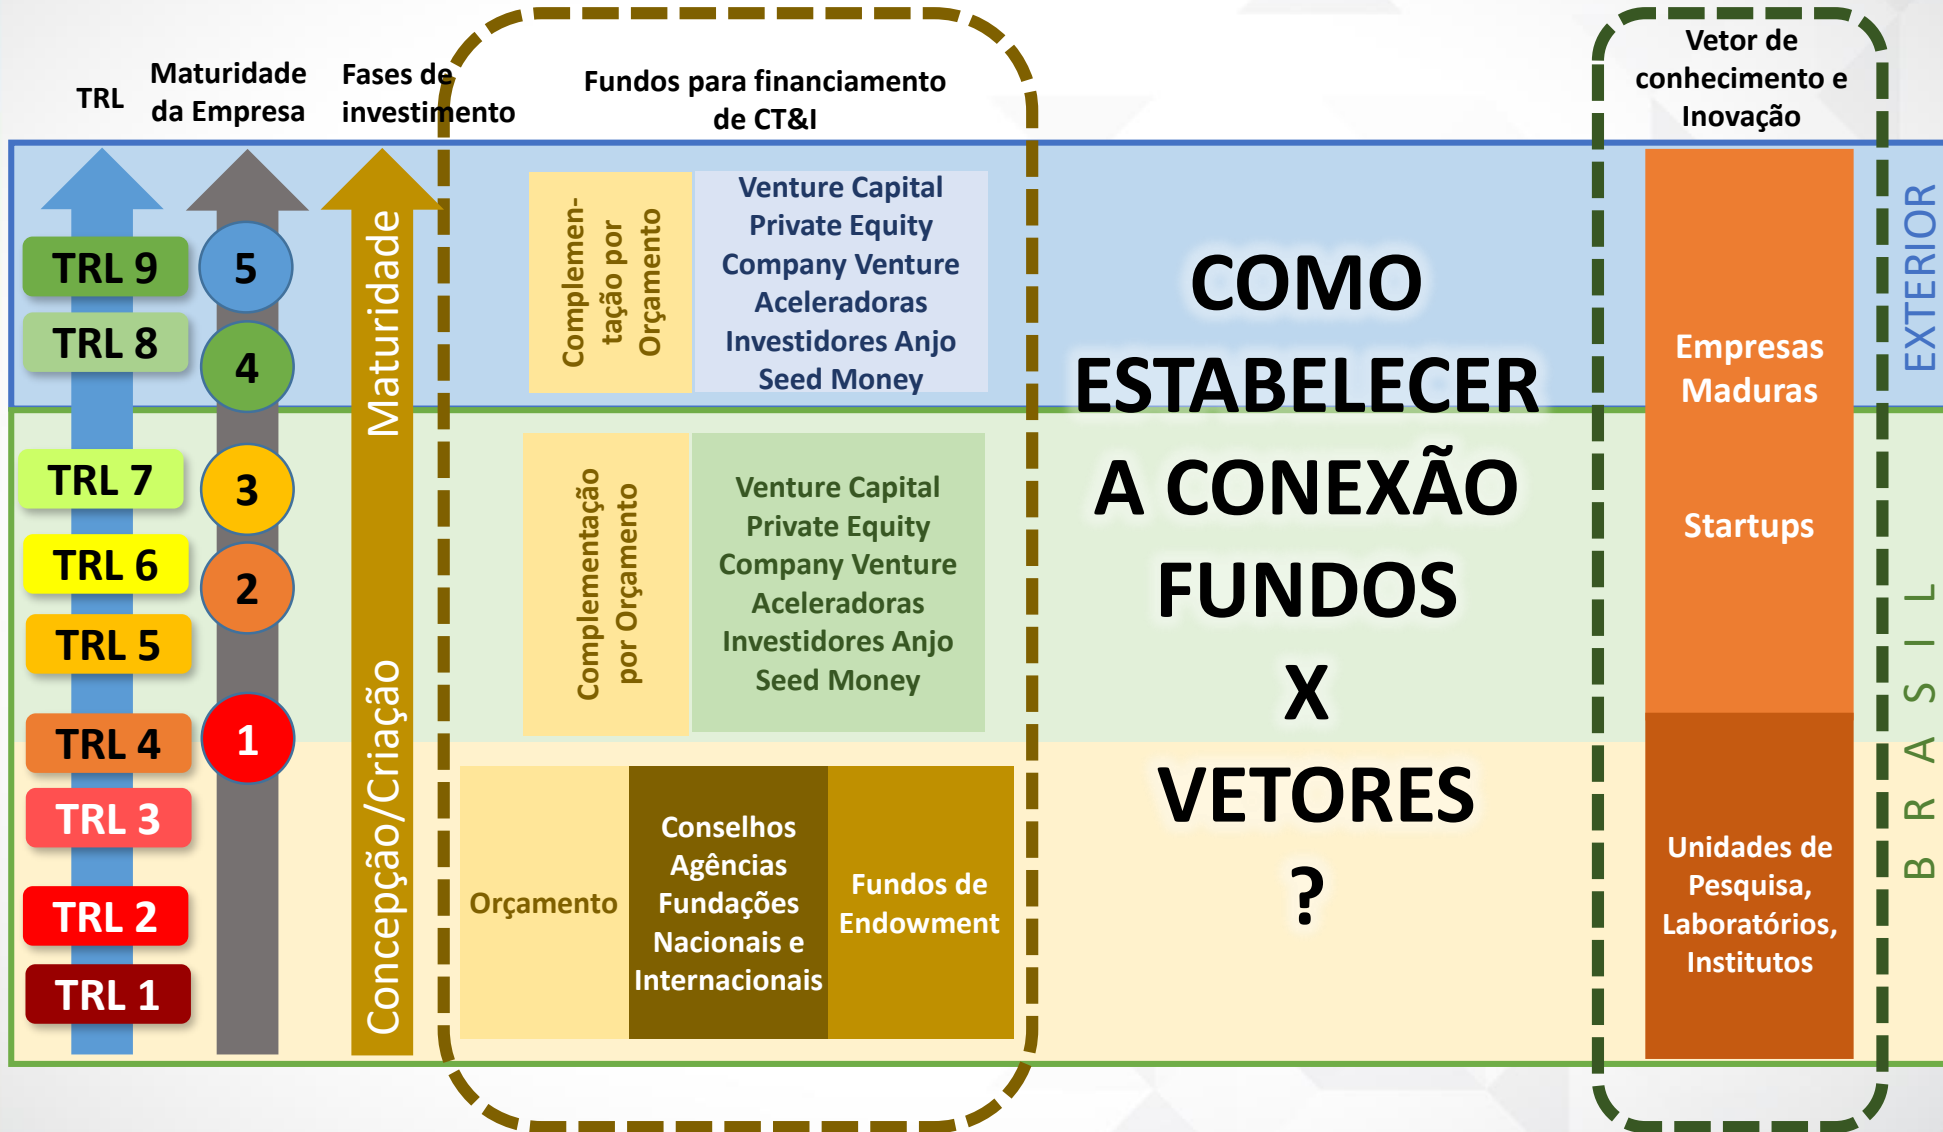 TRL
Maturidade
da Empresa
Fases de
investimento
Fundos para financiamento
de CT&I
Vetor de
conhecimento e
Inovação
TRL 9
TRL 8
TRL 7
TRL 6
TRL 5
TRL 4
TRL 3
TRL 2
TRL 1
5
4
3
2
1
Maturidade
Concepção/Criação
Complemen-
tação por
Orçamento
Venture Capital
Private Equity
Company Venture
Aceleradoras
Investidores Anjo
Seed Money
Complementação
por Orçamento
Venture Capital
Private Equity
Company Venture
Aceleradoras
Investidores Anjo
Seed Money
Orçamento
Conselhos
Agências
Fundações
Nacionais e
Internacionais
Fundos de
Endowment
COMO
ESTABELECER
A CONEXÃO
FUNDOS
X
VETORES
?
Empresas
Maduras
Startups
Unidades de
Pesquisa,
Laboratórios,
Institutos
EXTERIOR
BRASIL